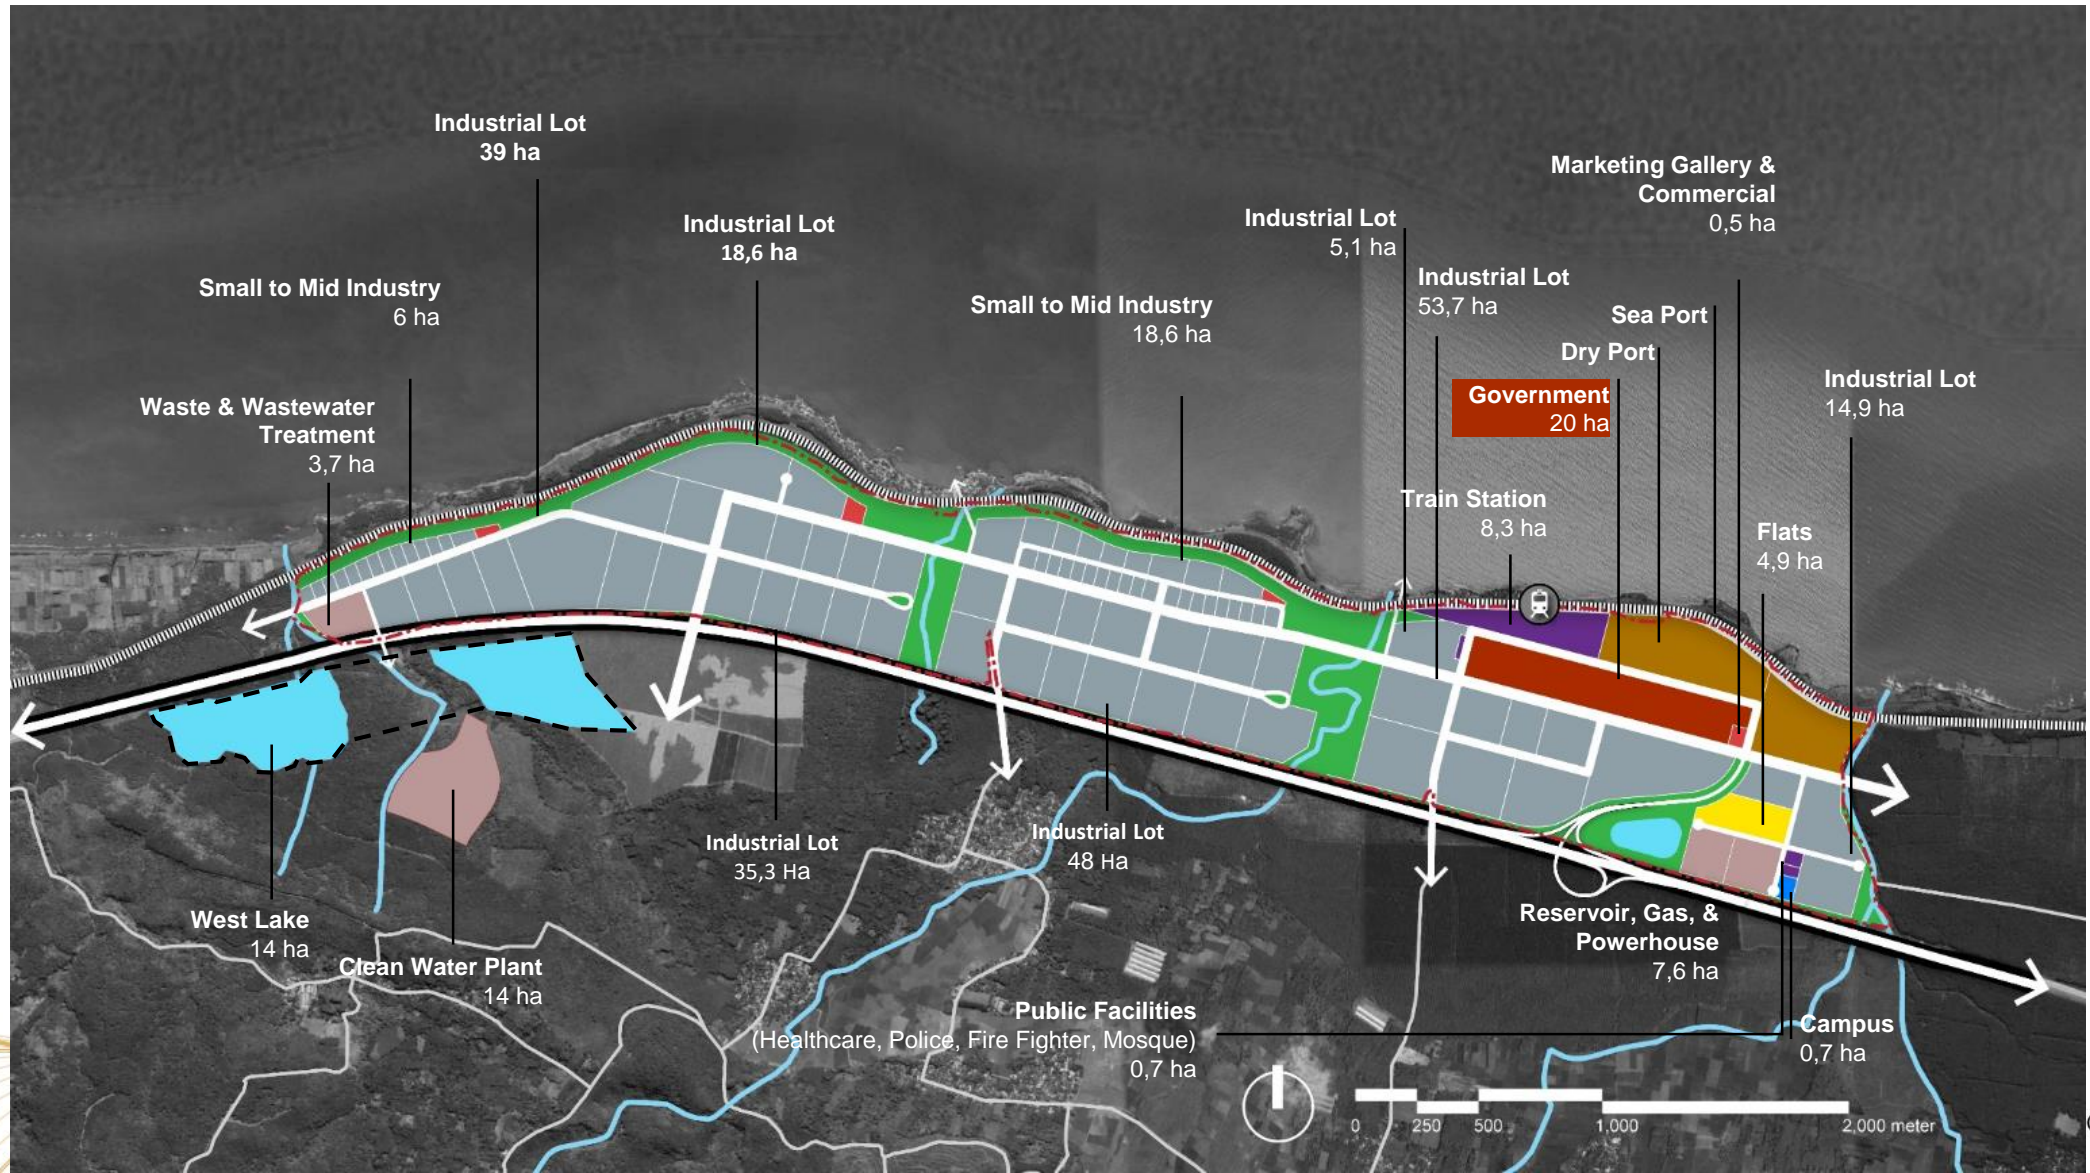 Industrial Lot
39 ha
Industrial Lot
18,6 ha
Small to Mid Industry
6 ha
Waste & Wastewater
Treatment
3,7 ha
Small to Mid Industry
18,6 ha
Industrial Lot
5,1 ha
Marketing Gallery &
Commercial
0,5 ha
Industrial Lot
53,7 ha
Sea Port
Dry Port
Government
20 ha
Industrial Lot
14,9 ha
Train Station
8,3 ha
Flats
4,9 ha
Industrial Lot
35,3 Ha
Industrial Lot
48 Ha
West Lake
14 ha
Clean Water Plant
14 ha
Reservoir, Gas, &
Powerhouse
7,6 ha
Public Facilities
(Healthcare, Police, Fire Fighter, Mosque)
0,7 ha
Campus
0,7 ha
0 250 500 1,000 2,000 meter